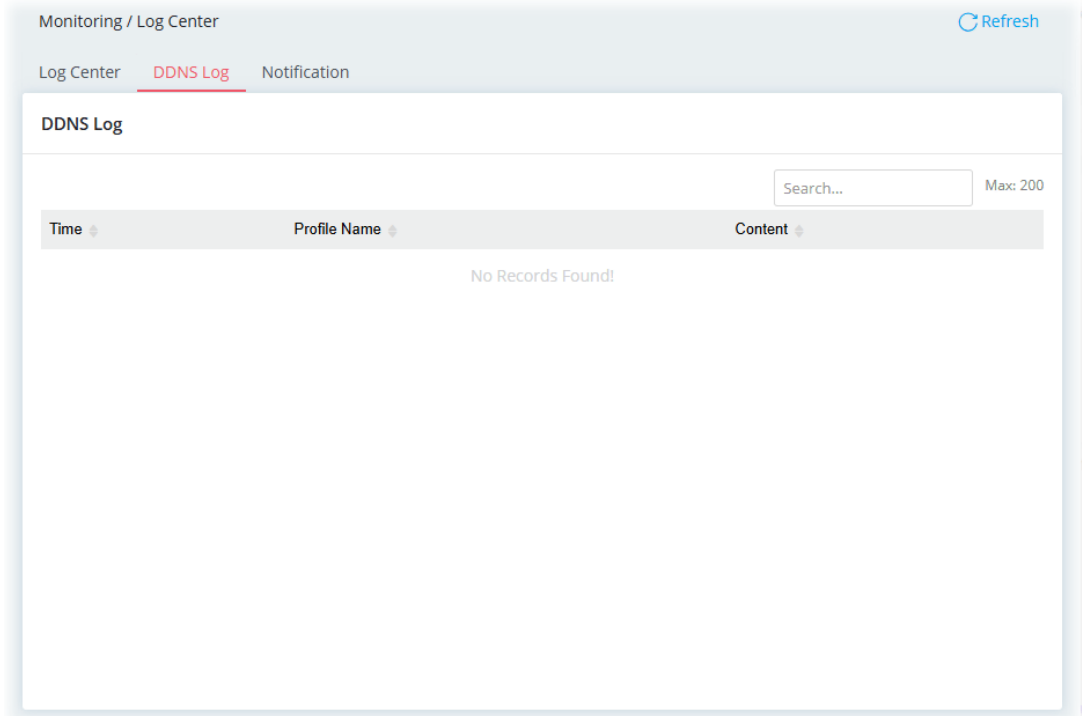 Monitoring / Log Center
Refresh
Log Center DDNS Log Notification
DDNS Log
Search...
Max: 200
Time Profile Name Content
No Records Found!